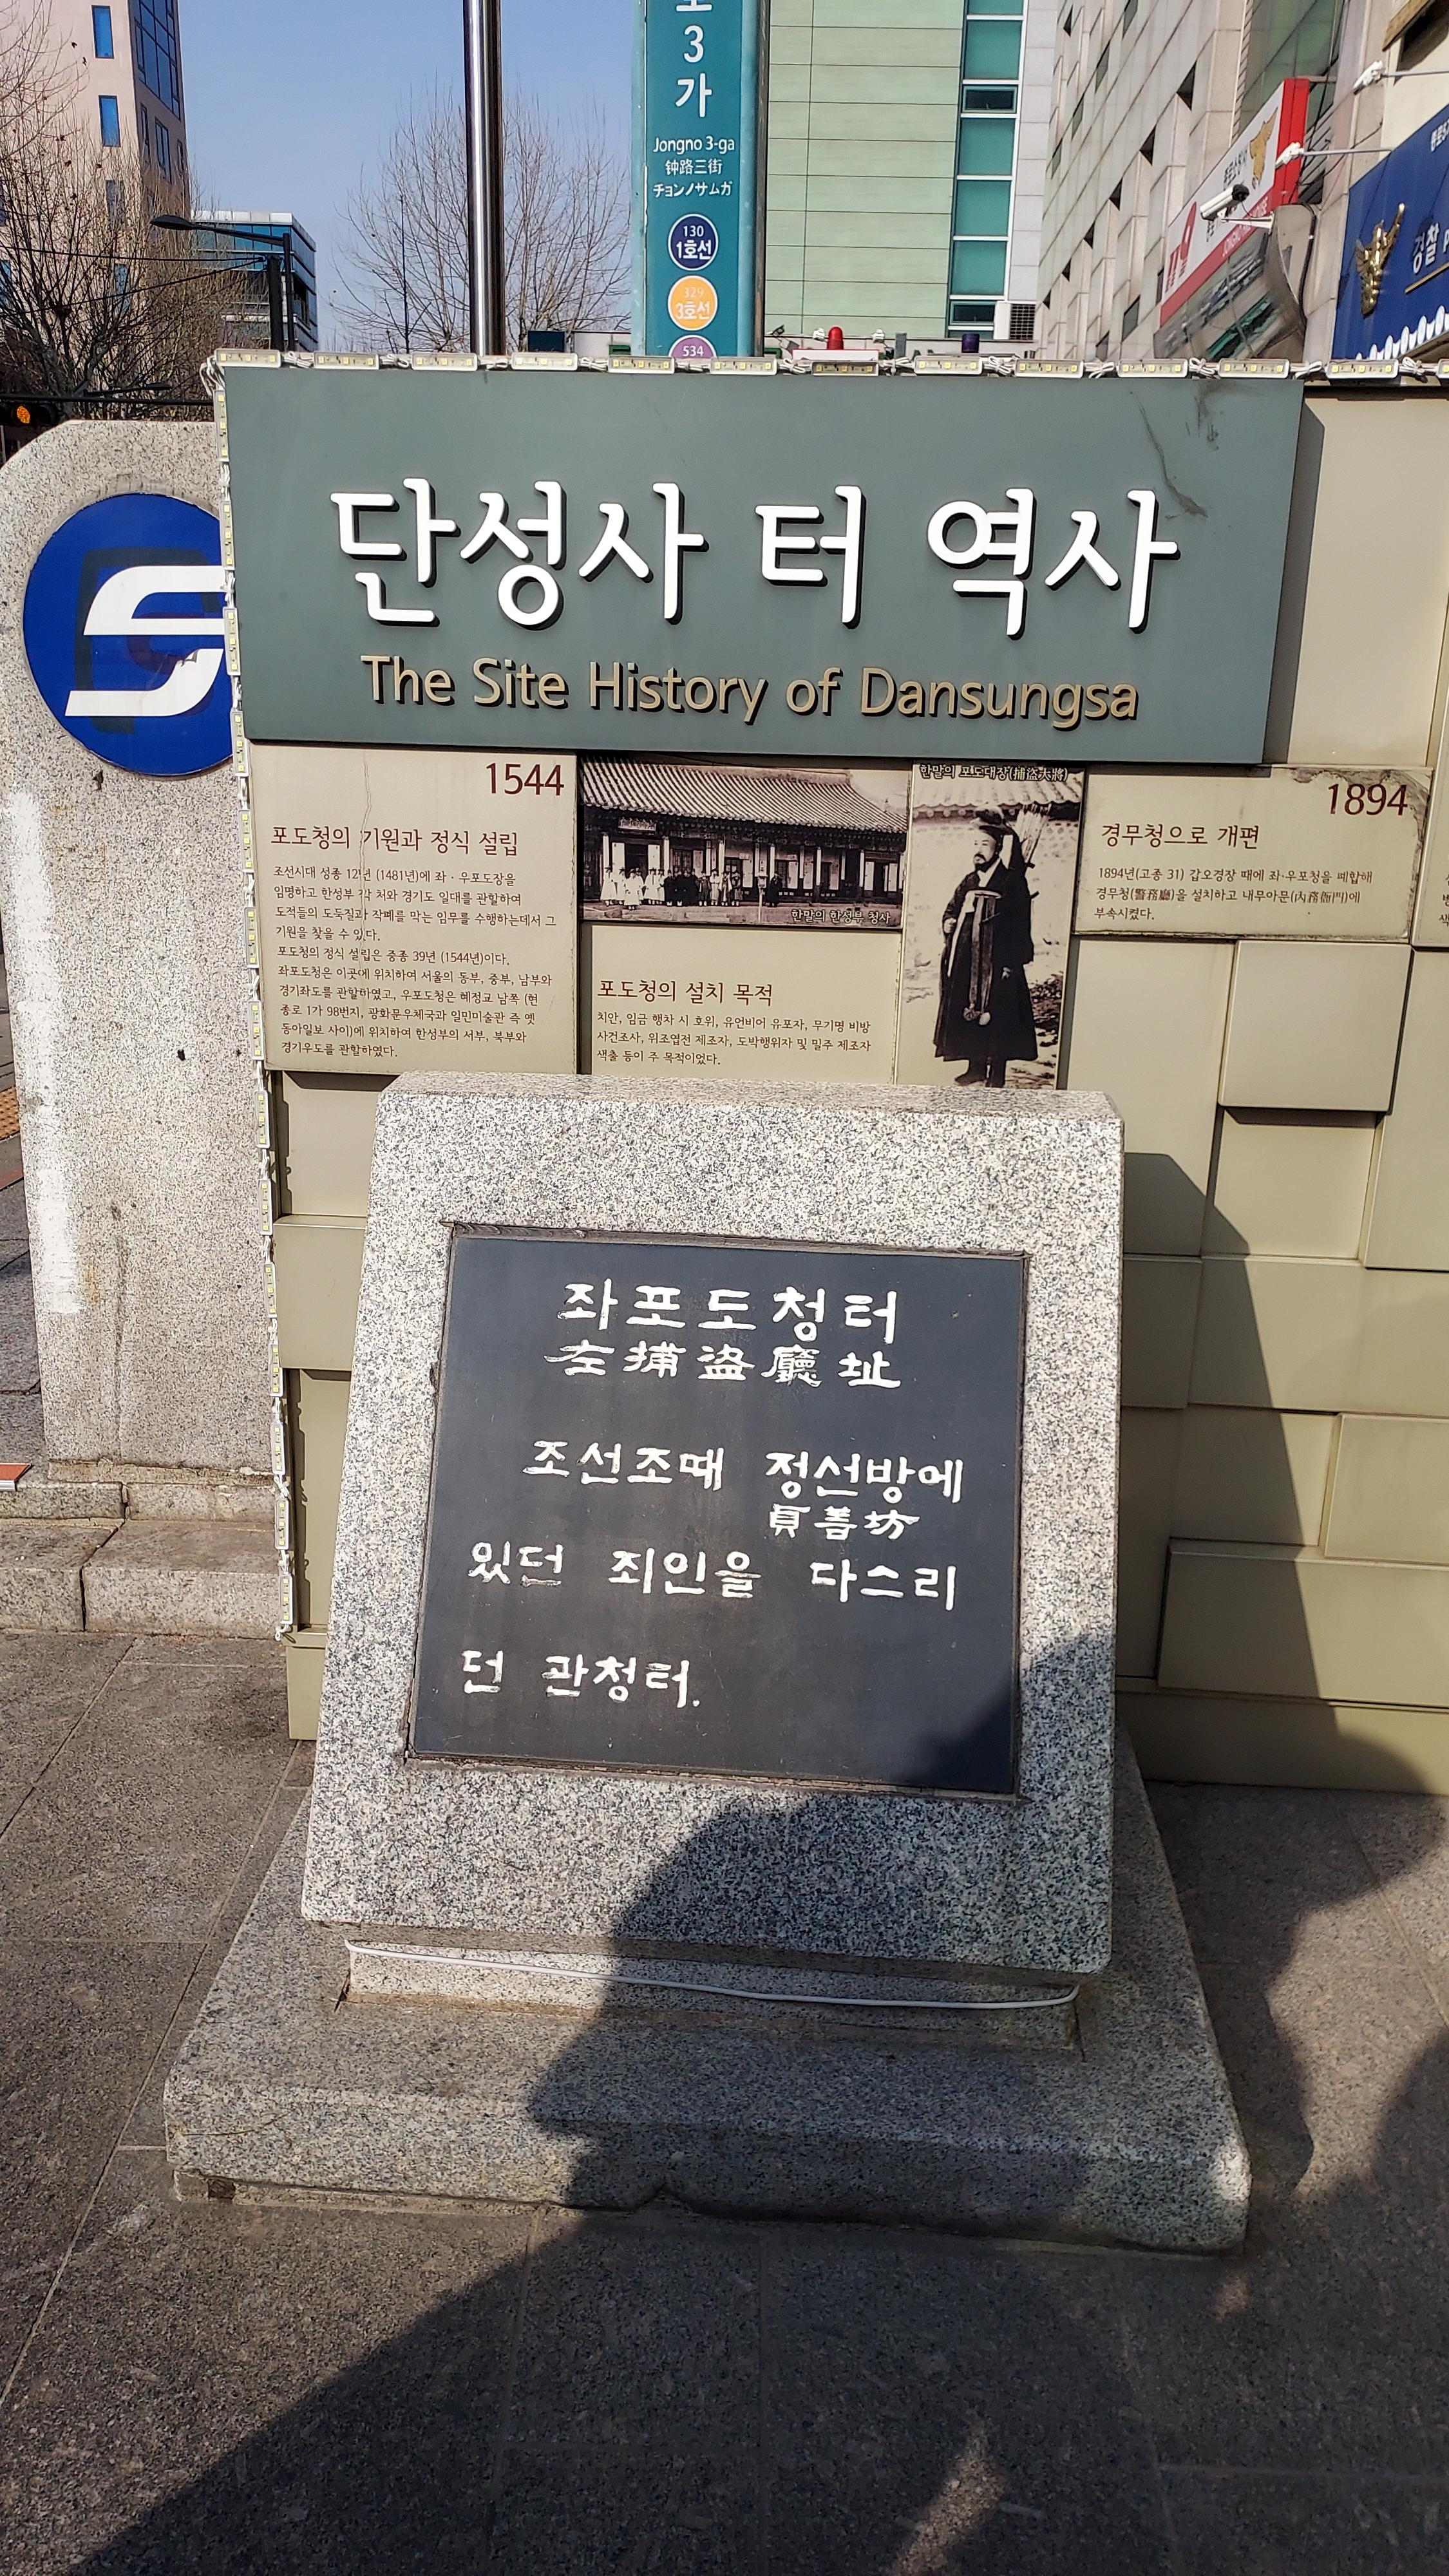 3
가
Jongno 3-ga
钟路三街
チョンノサムガ
130
1호선
329
3호선
534
경찰
단성사 터 역사
The Site History of Dansungsa
1544
포도청의 기원과 정식 설립
조선시대 성종 12년 (1481년)에 좌·우포도장을
임명하고 한성부 각 처와 경기도 일대를 관할하여
도적들의 도둑질과 작폐를 막는 임무를 수행하는데서 그
기원을 찾을 수 있다.
포도청의 정식 설립은 중종 39년 (1544년)이다.
좌포도청은 이곳에 위치하여 서울의 동부, 중부, 남부와
경기좌도를 관할하였고, 우포도청은 혜정교 남쪽 (현
종로 1가 98번지, 광화문우체국과 일민미술관 즉 옛
동아일보 사이)에 위치하여 한성부의 서부, 북부와
경기우도를 관할하였다.
한말의 한성부 청사
포도청의 설치 목적
치안, 임금 행차 시 호위, 유언비어 유포자, 무기명 비방
사건조사, 위조엽전 제조자, 도박행위자 및 밀주 제조자
색출 등이 주 목적이었다.
한말의 포도대장(捕盜大將)
1894
경무청으로 개편
1894년(고종 31) 갑오경장 때에 좌·우포청을 폐합해
경무청(警務廳)을 설치하고 내무아문(內務衙門)에
부속시켰다.
좌포도청터
左捕盜廳址
조선조때 정선방에
貞善坊
있던 죄인을 다스리
던 관청터.